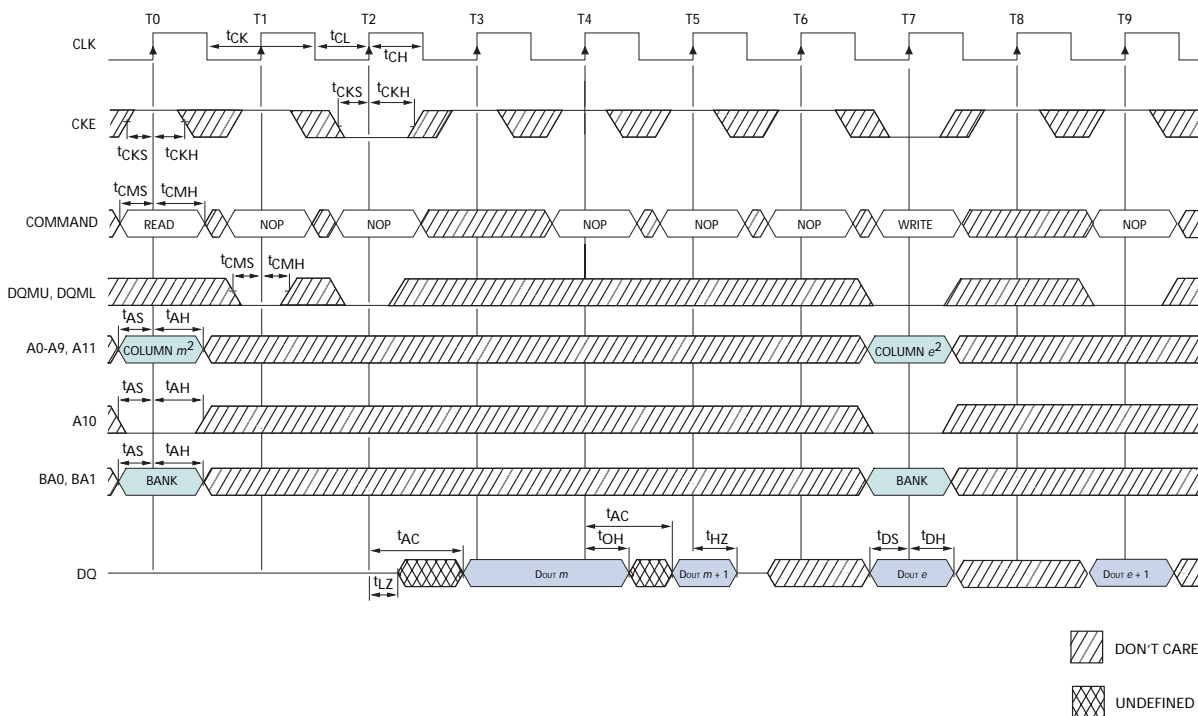 T0 T1 T2 T3 T4 T5 T6 T7 T8 T9
CLK tCK tCL tCH
tCKS tCKH
CKE
tCKS tCKH
tCMS tCMH
COMMAND READ NOP NOP NOP NOP NOP WRITE NOP
tCMS tCMH
DQMU, DQML
tAS tAH
A0-A9, A11 COLUMN m2 COLUMN e2
tAS tAH
A10
tAS tAH
BA0, BA1 BANK BANK
tAC tAC tOH tHZ tDS tDH
DQ DOUT m DOUT m + 1 DOUT e DOUT e + 1
tLZ
DON'T CARE
UNDEFINED